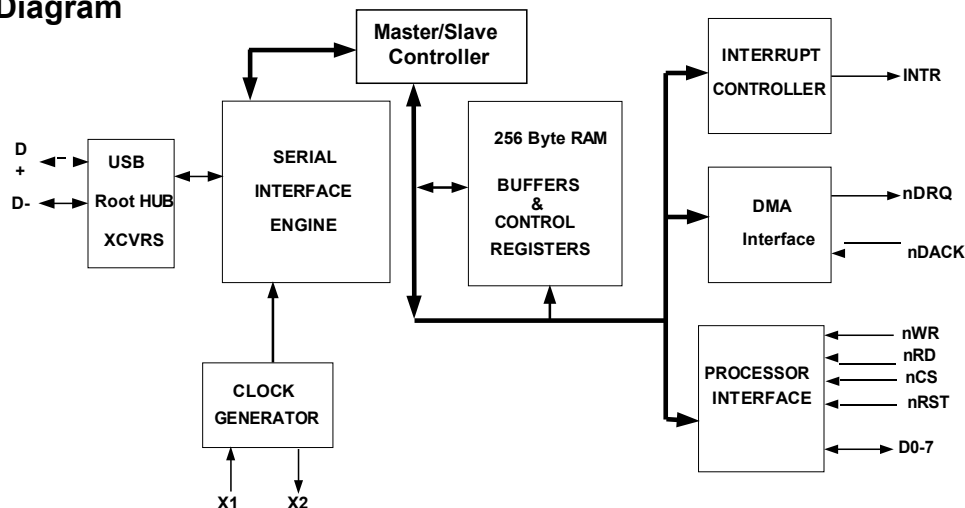 Diagram
Master/Slave
Controller
INTERRUPT
CONTROLLER
INTR
256 Byte RAM
BUFFERS
&
CONTROL
REGISTERS
SERIAL
INTERFACE
ENGINE
D
+
D-
USB
Root HUB
XCVRS
DMA
Interface
nDRQ
nDACK
PROCESSOR
INTERFACE
nWR
nRD
nCS
nRST
D0-7
CLOCK
GENERATOR
X1
X2